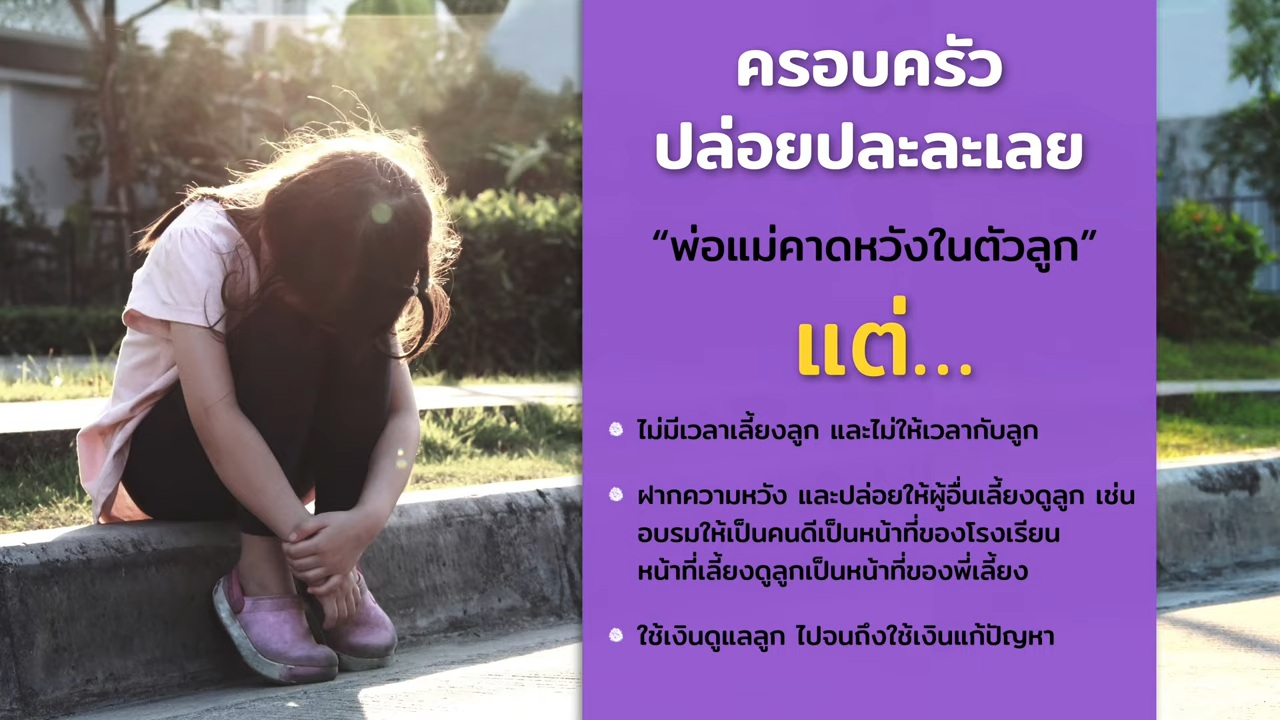 ครอบครัว
ปล่อยปละละเลย
“พ่อแม่คาดหวังในตัวลูก”
แต่...
ไม่มีเวลาเลี้ยงลูก และไม่ให้เวลากับลูก
ฝากความหวัง และปล่อยให้ผู้อื่นเลี้ยงดูลูก เช่น
อบรมให้เป็นคนดีเป็นหน้าที่ของโรงเรียน
หน้าที่เลี้ยงดูลูกเป็นหน้าที่ของพี่เลี้ยง
ใช้เงินดูแลลูก ไปจนถึงใช้เงินแก้ปัญหา